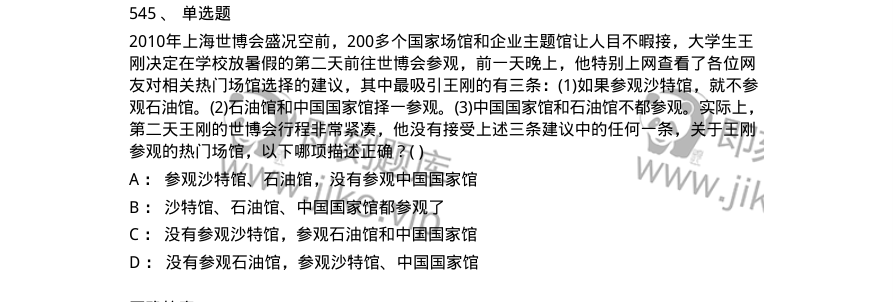 545 、 单选题
2010年上海世博会盛况空前，200多个国家场馆和企业主题馆让人目不暇接，大学生王
刚决定在学校放暑假的第二天前往世博会参观，前一天晚上，他特别上网查看了各位网
友对相关热门场馆选择的建议，其中最吸引王刚的有三条：(1)如果参观沙特馆，就不参
观石油馆。(2)石油馆和中国国家馆择一参观。(3)中国国家馆和石油馆不都参观。实际上，
第二天王刚的世博会行程非常紧凑，他没有接受上述三条建议中的任何一条，关于王刚
参观的热门场馆，以下哪项描述正确？( )
A ： 参观沙特馆、石油馆，没有参观中国国家馆
B ： 沙特馆、石油馆、中国国家馆都参观了
C ： 没有参观沙特馆，参观石油馆和中国国家馆
D ： 没有参观石油馆，参观沙特馆、中国国家馆
即刻题库
www.jike.vip
即刻
www.jik